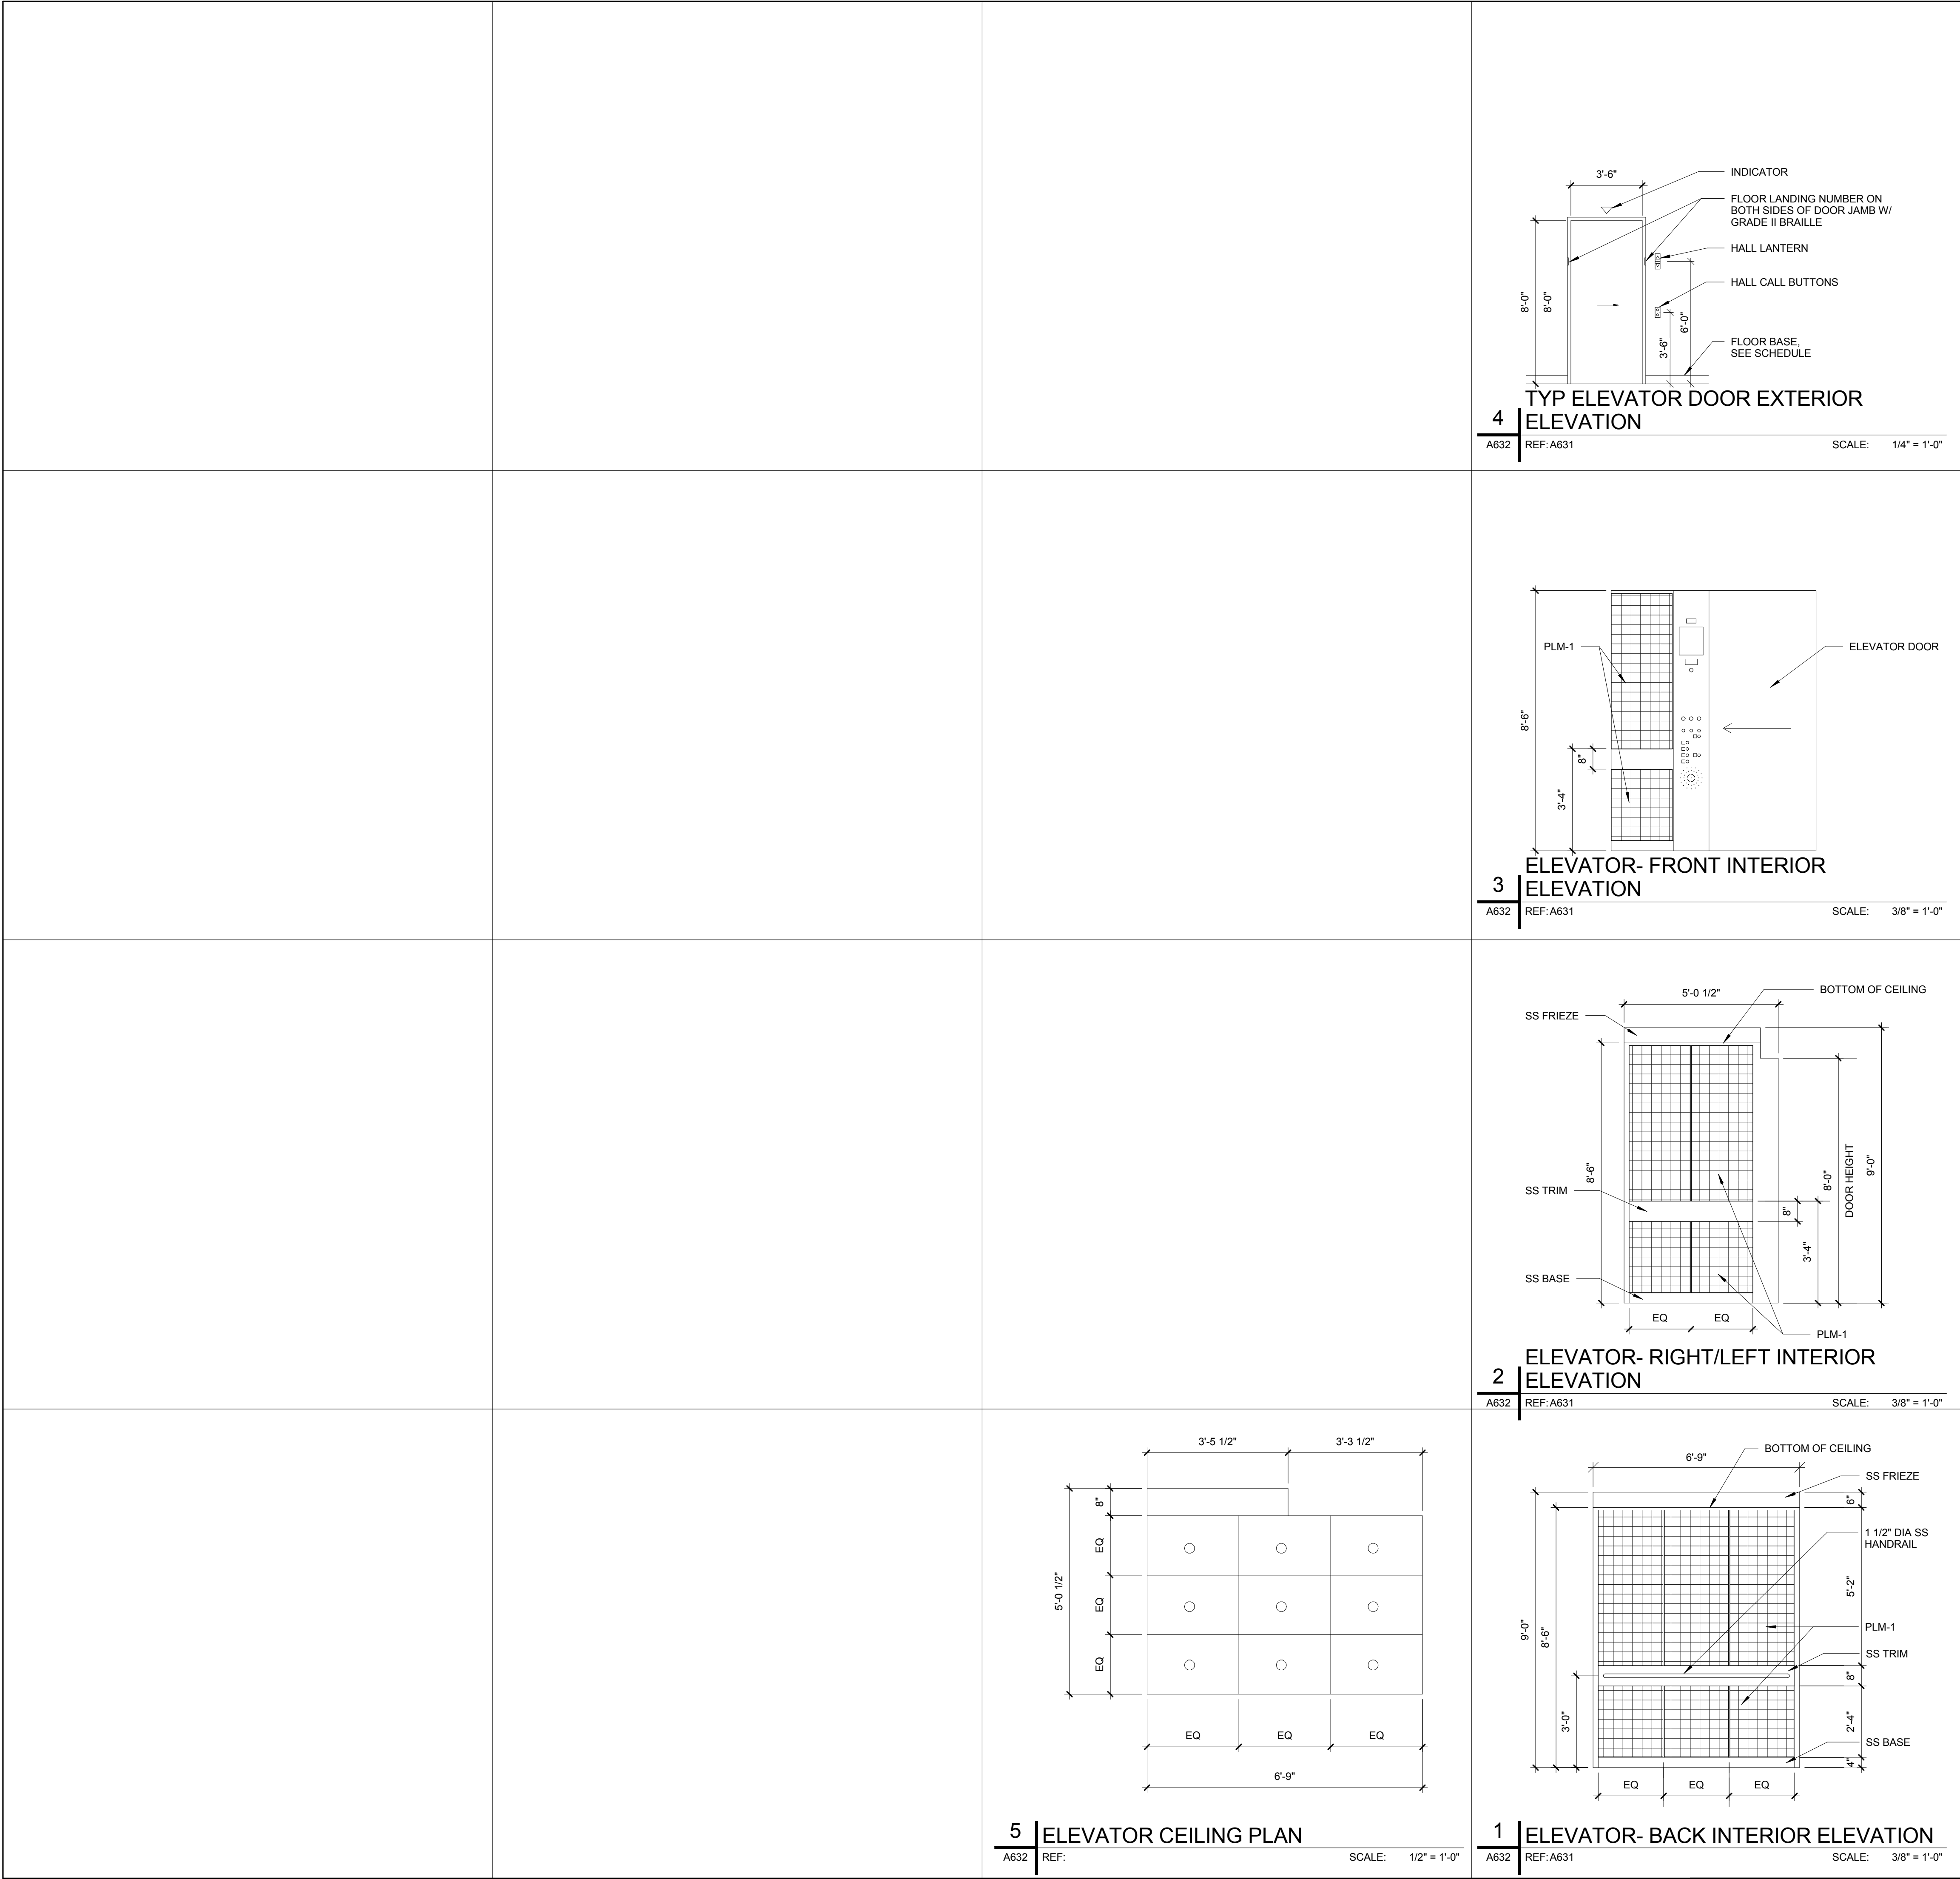 3'-6"
INDICATOR
FLOOR LANDING NUMBER ON
BOTH SIDES OF DOOR JAMB W/
GRADE II BRAILLE
HALL LANTERN
HALL CALL BUTTONS
8'-0"
8'-0"
6'-0"
3'-6"
FLOOR BASE,
SEE SCHEDULE
4
A632
TYP ELEVATOR DOOR EXTERIOR
ELEVATION
REF: A631
SCALE: 1/4" = 1'-0"
PLM-1
ELEVATOR DOOR
8'-6"
8"
3'-4"
3
A632
ELEVATOR- FRONT INTERIOR
ELEVATION
REF: A631
SCALE: 3/8" = 1'-0"
5'-0 1/2"
BOTTOM OF CEILING
SS FRIEZE
8'-6"
SS TRIM
SS BASE
8"
3'-4"
8'-0"
DOOR HEIGHT
9'-0"
EQ
EQ
PLM-1
2
A632
ELEVATOR- RIGHT/LEFT INTERIOR
ELEVATION
REF: A631
SCALE: 3/8" = 1'-0"
3'-5 1/2"
3'-3 1/2"
8"
EQ
EQ
EQ
5'-0 1/2"
EQ
EQ
EQ
6'-9"
5
A632
ELEVATOR CEILING PLAN
REF:
SCALE: 1/2" = 1'-0"
6'-9"
BOTTOM OF CEILING
SS FRIEZE
6"
1 1/2" DIA SS
HANDRAIL
5'-2"
9'-0"
8'-6"
PLM-1
SS TRIM
8"
3'-0"
2'-4"
SS BASE
4"
EQ
EQ
EQ
1
A632
ELEVATOR- BACK INTERIOR ELEVATION
REF: A631
SCALE: 3/8" = 1'-0"